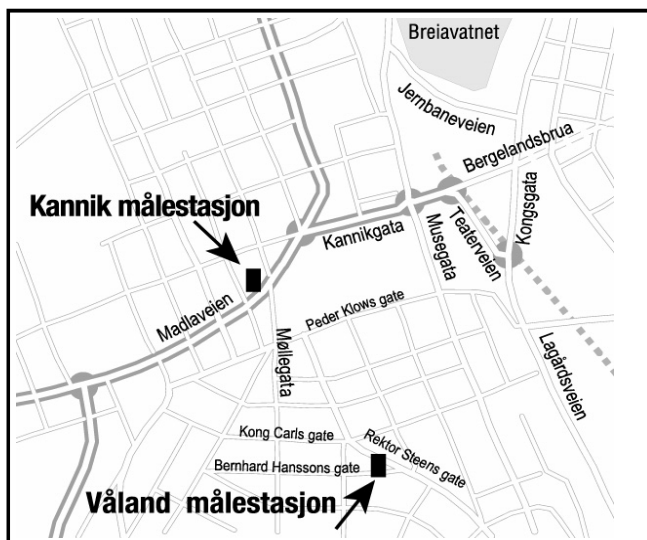 Breiavatnet
Jernbaneveien
Bergelandsbrua
Kannik målestasjon
Kannikgata
Musegata
Teaterveien
Kongsgata
Madlaveien
Peder Klows gate
Møllegata
Lagårdsveien
Kong Carls gate
Rektor Steens gate
Bernhard Hanssons gate
Våland målestasjon